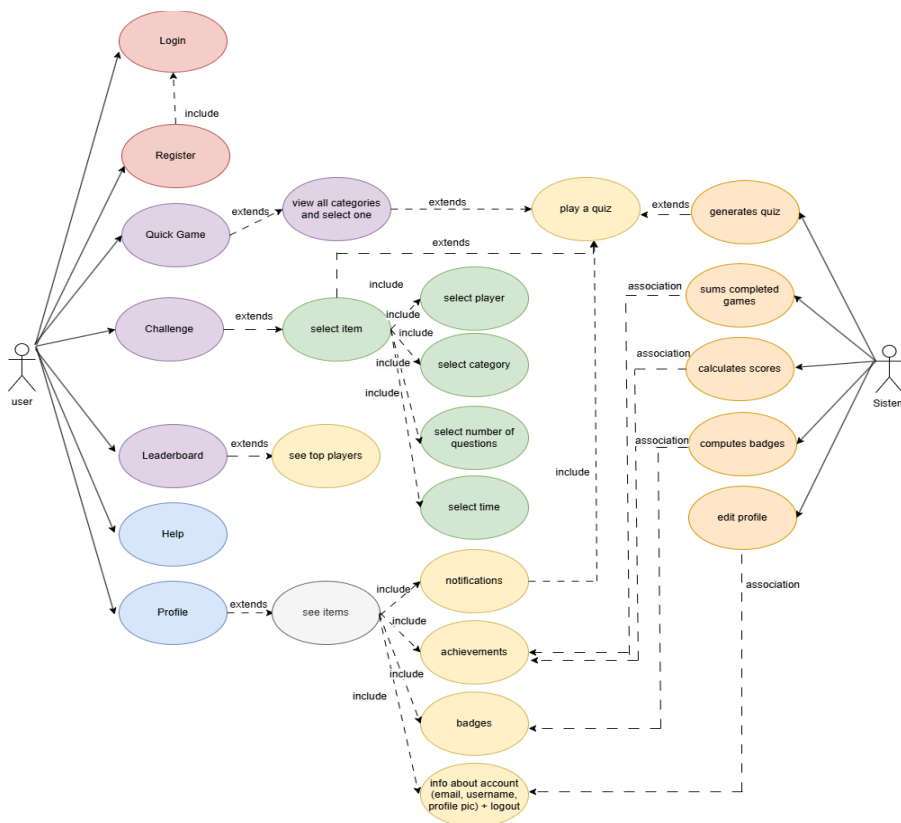 Login
include
Register
view all categories
and select one
extends
extends
play a quiz
extends
generates quiz
Quick Game
extends
association
sums completed
games
include
select player
Challenge
extends
select item
include
include
association
select category
calculates scores
include
include
user
Sistem
select number of
questions
association
computes badges
Leaderboard
extends
see top players
include
select time
edit profile
Help
notifications
association
Profile
extends
see items
include
include
achievements
include
include
badges
info about account
(email, username,
profile pic) + logout